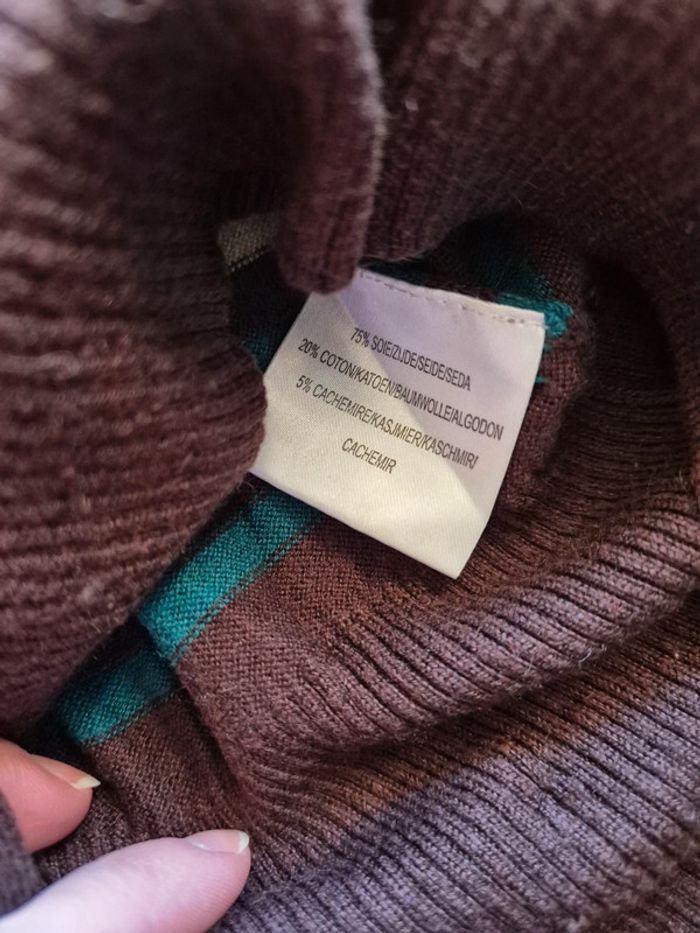 75% SOIE/ZIJDE/SEIDE/SEDA
20% COTON/KATOEN/BAUMWOLLE/ALGODON
5% CACHEMIRE/KASJMIER/KASCHMIR/
CACHEMIR